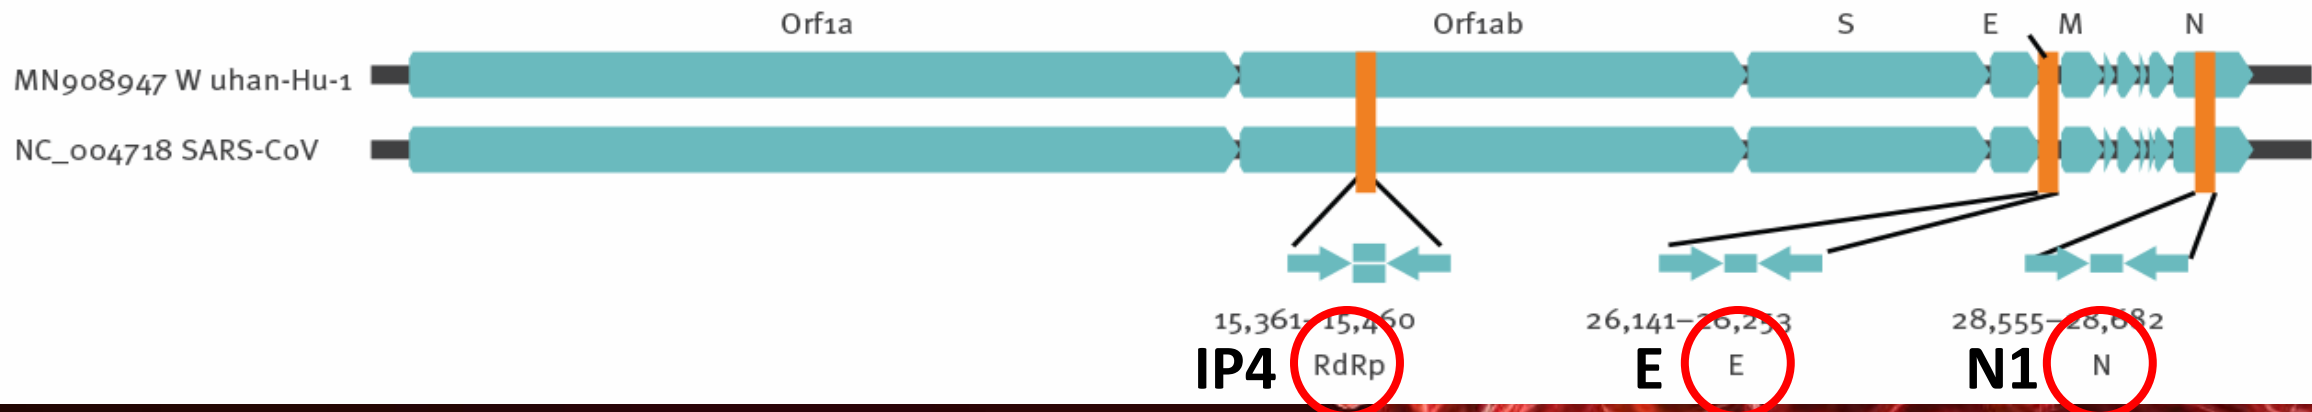 Orf1a Orf1ab S E M N
MN908947 W uhan-Hu-1
NC_004718 SARS-CoV
15,361–15,460 26,141–26,253 28,555–28,682
IP4 RdRp E E N1 N